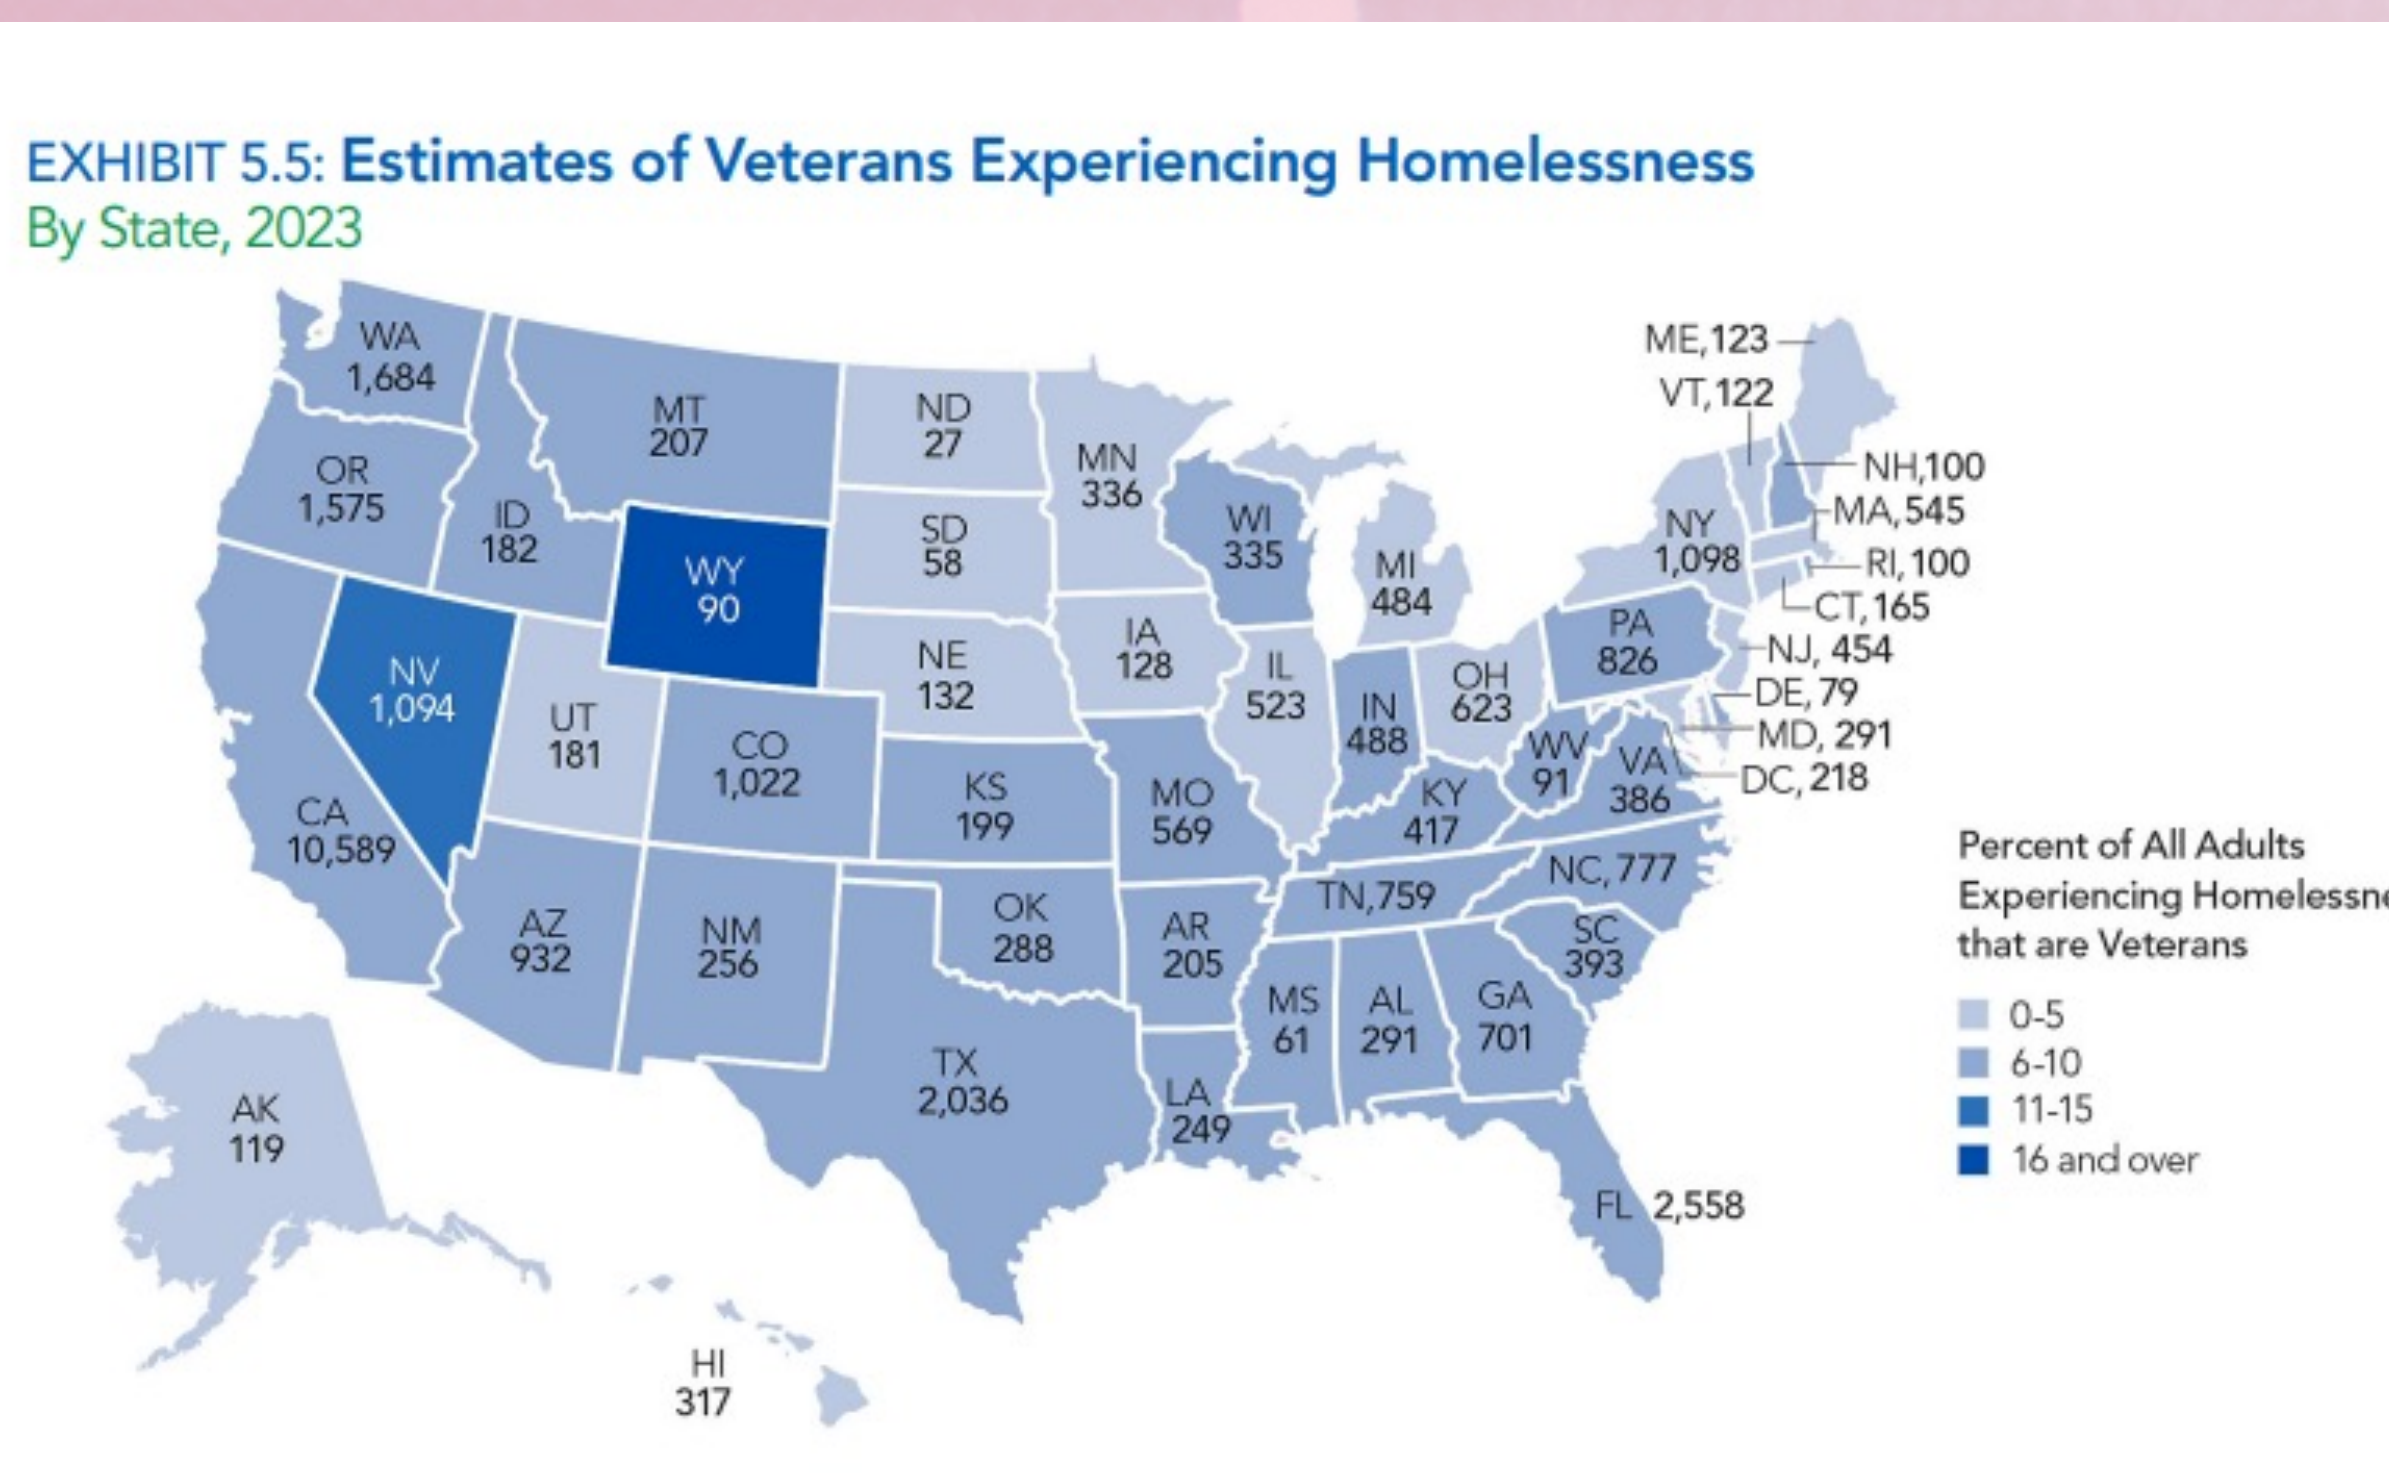 EXHIBIT 5.5: Estimates of Veterans Experiencing Homelessness
By State, 2023
WA
1,684
OR
1,575
ID
182
MT
207
WY
90
NV
1,094
UT
181
CO
1,022
CA
10,589
AZ
932
NM
256
ND
27
SD
58
NE
132
KS
199
OK
288
TX
2,036
MN
336
IA
128
MO
569
AR
205
LA
249
WI
335
IL
523
MI
484
IN
488
OH
623
KY
417
TN,759
MS
61
AL
291
GA
701
FL 2,558
SC
393
NC,777
WV
91
VA
386
PA
826
NY
1,098
ME,123
VT,122
NH,100
MA,545
RI,100
CT,165
NJ, 454
DE, 79
MD, 291
DC, 218
AK
119
HI
317
Percent of All Adults
Experiencing Homelessne
that are Veterans
0-5
6-10
11-15
16 and over